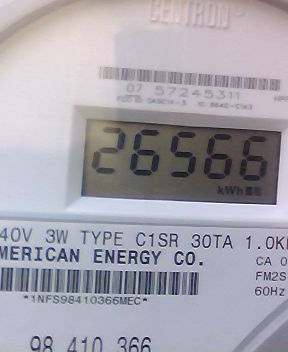 CENTRON
07 57245311
26566
kWh
40V 3W TYPE C1SR 30TA 1.0K
MERICAN ENERGY CO.
CA 0
FM2S
60Hz
*1NFS98410366MEC*
98 410 366